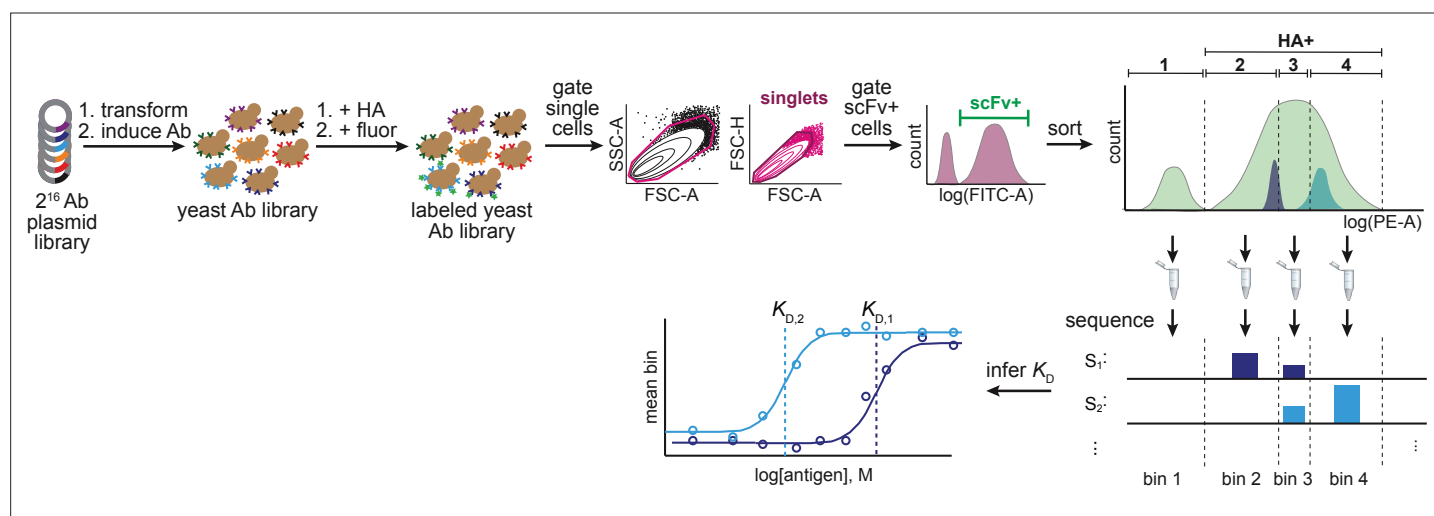 2¹⁶ Ab
plasmid
library
1. transform
2. induce Ab
yeast Ab library
1. + HA
2. + fluor
labeled yeast
Ab library
gate
single
cells
SSC-A
FSC-A
singlets
FSC-H
FSC-A
gate
scFv+
cells
scFv+
count
log(FITC-A)
sort
HA+
1 2 3 4
count
log(PE-A)
sequence
S₁:
S₂:
⋮ ⋮
bin 1 bin 2 bin 3 bin 4
infer K_D
K_D,2 K_D,1
mean bin
log[antigen], M